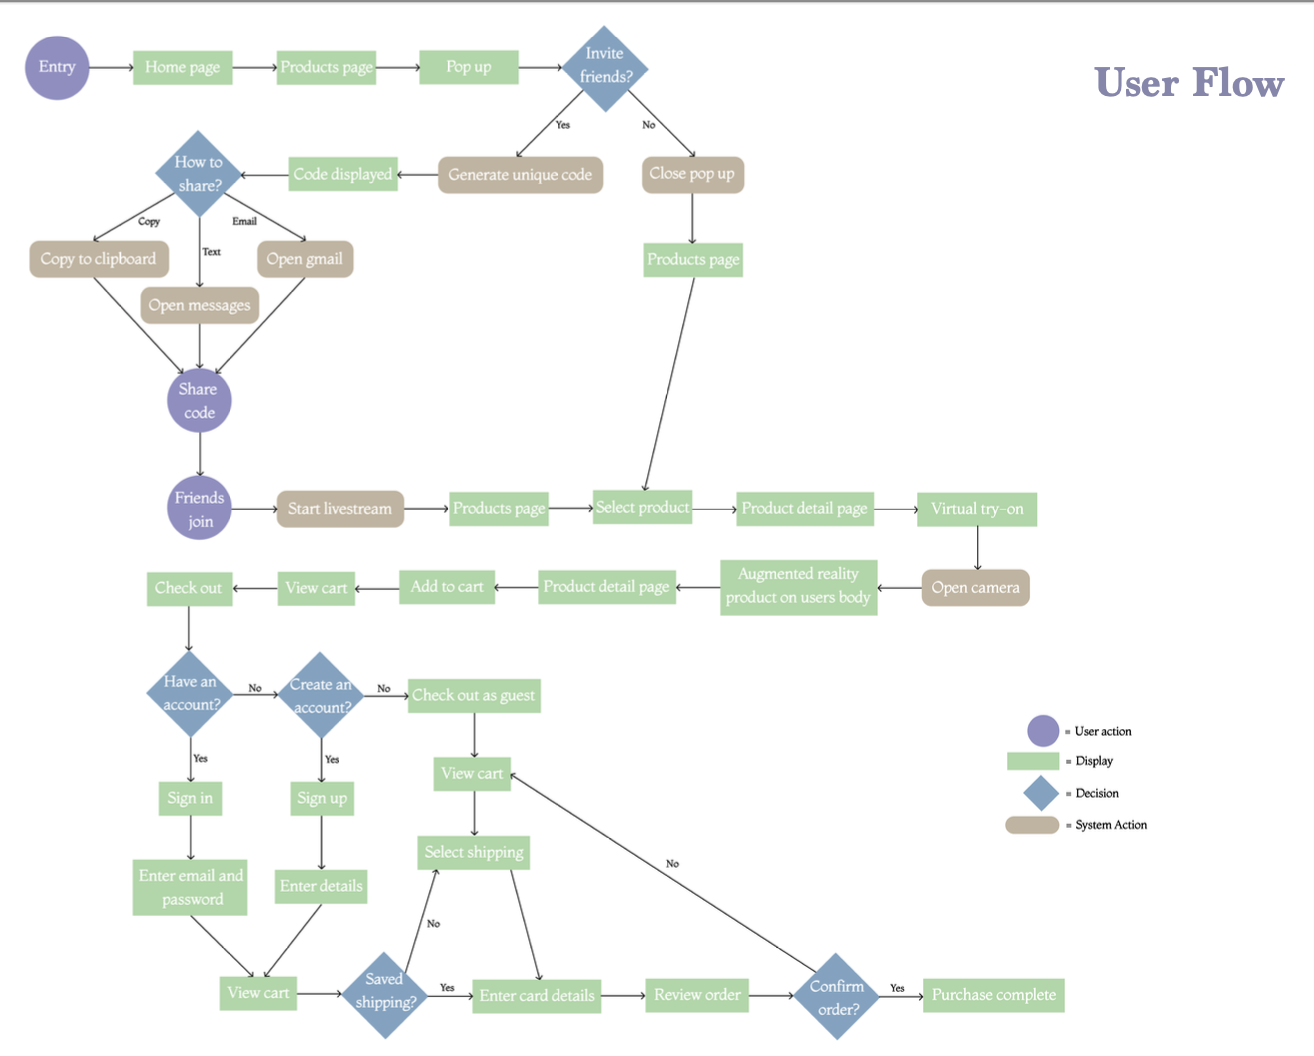 User Flow
Entry
Home page
Products page
Pop up
Invite
friends?
Yes
No
How to
share?
Code displayed
Generate unique code
Close pop up
Copy
Email
Text
Copy to clipboard
Open gmail
Products page
Open messages
Share
code
Friends
join
Start livestream
Products page
Select product
Product detail page
Virtual try-on
Check out
View cart
Add to cart
Product detail page
Augmented reality
product on users body
Open camera
Have an
account?
No
Create an
account?
No
Check out as guest
Yes
Yes
View cart
Sign in
Sign up
Select shipping
Enter email and
password
Enter details
No
No
View cart
Saved
shipping?
Yes
Enter card details
Review order
Confirm
order?
Yes
Purchase complete
= User action
= Display
= Decision
= System Action